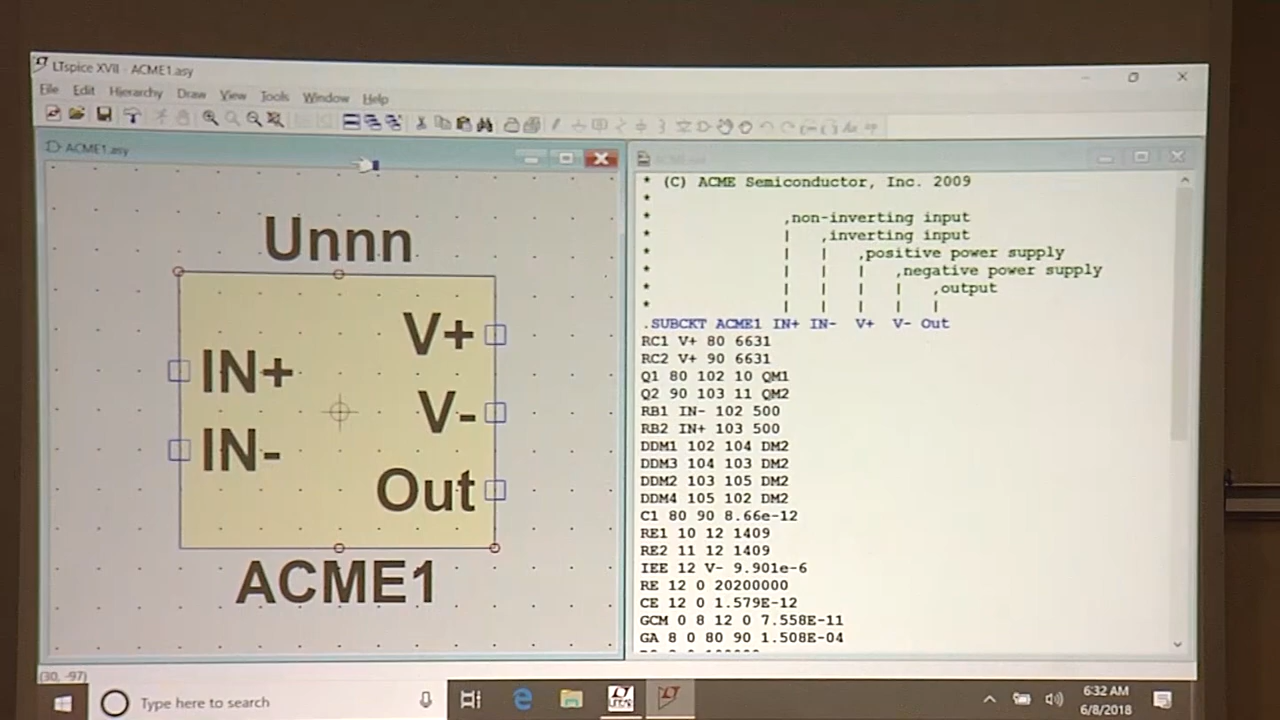 LTspice XVII - ACME1.asy
File Edit Hierarchy Draw View Tools Window Help
ACME1.asy
Unnn
V+
IN+
V-
IN-
Out
ACME1
* (C) ACME Semiconductor, Inc. 2009
*
* ,non-inverting input
* | ,inverting input
* | | ,positive power supply
* | | | ,negative power supply
* | | | | ,output
* | | | | |
.SUBCKT ACME1 IN+ IN- V+ V- Out
RC1 V+ 80 6631
RC2 V+ 90 6631
Q1 80 102 10 QM1
Q2 90 103 11 QM2
RB1 IN- 102 500
RB2 IN+ 103 500
DDM1 102 104 DM2
DDM3 104 103 DM2
DDM2 103 105 DM2
DDM4 105 102 DM2
C1 80 90 8.66e-12
RE1 10 12 1409
RE2 11 12 1409
IEE 12 V- 9.901e-6
RE 12 0 20200000
CE 12 0 1.579E-12
GCM 0 8 12 0 7.558E-11
GA 8 0 80 90 1.508E-04
(30, -97)
Type here to search
6:32 AM
6/8/2018